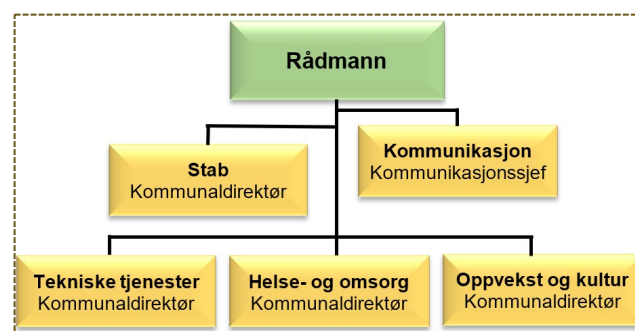 Rådmann
Stab
Kommunaldirektør
Kommunikasjon
Kommunikasjonssjef
Tekniske tjenester
Kommunaldirektør
Helse- og omsorg
Kommunaldirektør
Oppvekst og kultur
Kommunaldirektør